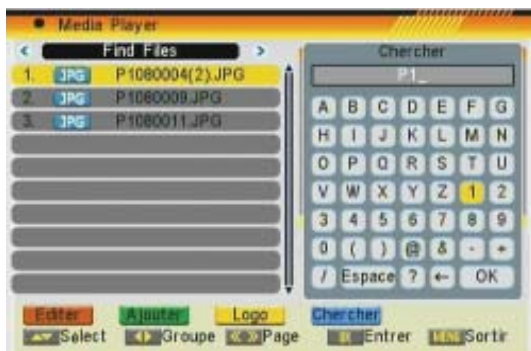 Media Player
Find Files
1. JPG P1080004(2).JPG
2. JPG P1080009.JPG
3. JPG P1080011.JPG
Chercher
P1_
A B C D E F G
H I J K L M N
O P Q R S T U
V W X Y Z 1 2
3 4 5 6 7 8 9
0 ( ) @ & - +
/ Espace ? ← OK
Editer Ajouter Logo Chercher
Select Groupe Page Entrer MENU Sortir